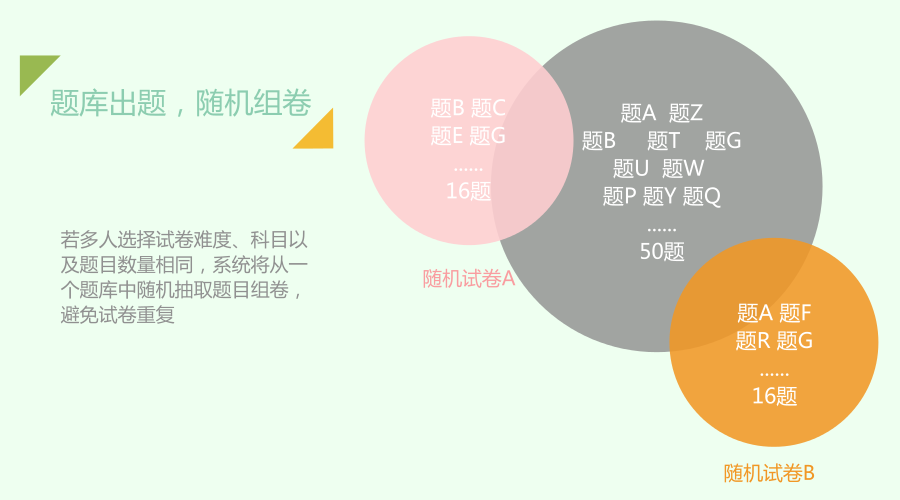 题库出题，随机组卷
若多人选择试卷难度、科目以
及题目数量相同，系统将从一
个题库中随机抽取题目组卷，
避免试卷重复
题B 题C
题E 题G
......
16题
随机试卷A
题A 题Z
题B 题T 题G
题U 题W
题P 题Y 题Q
......
50题
题A 题F
题R 题G
......
16题
随机试卷B